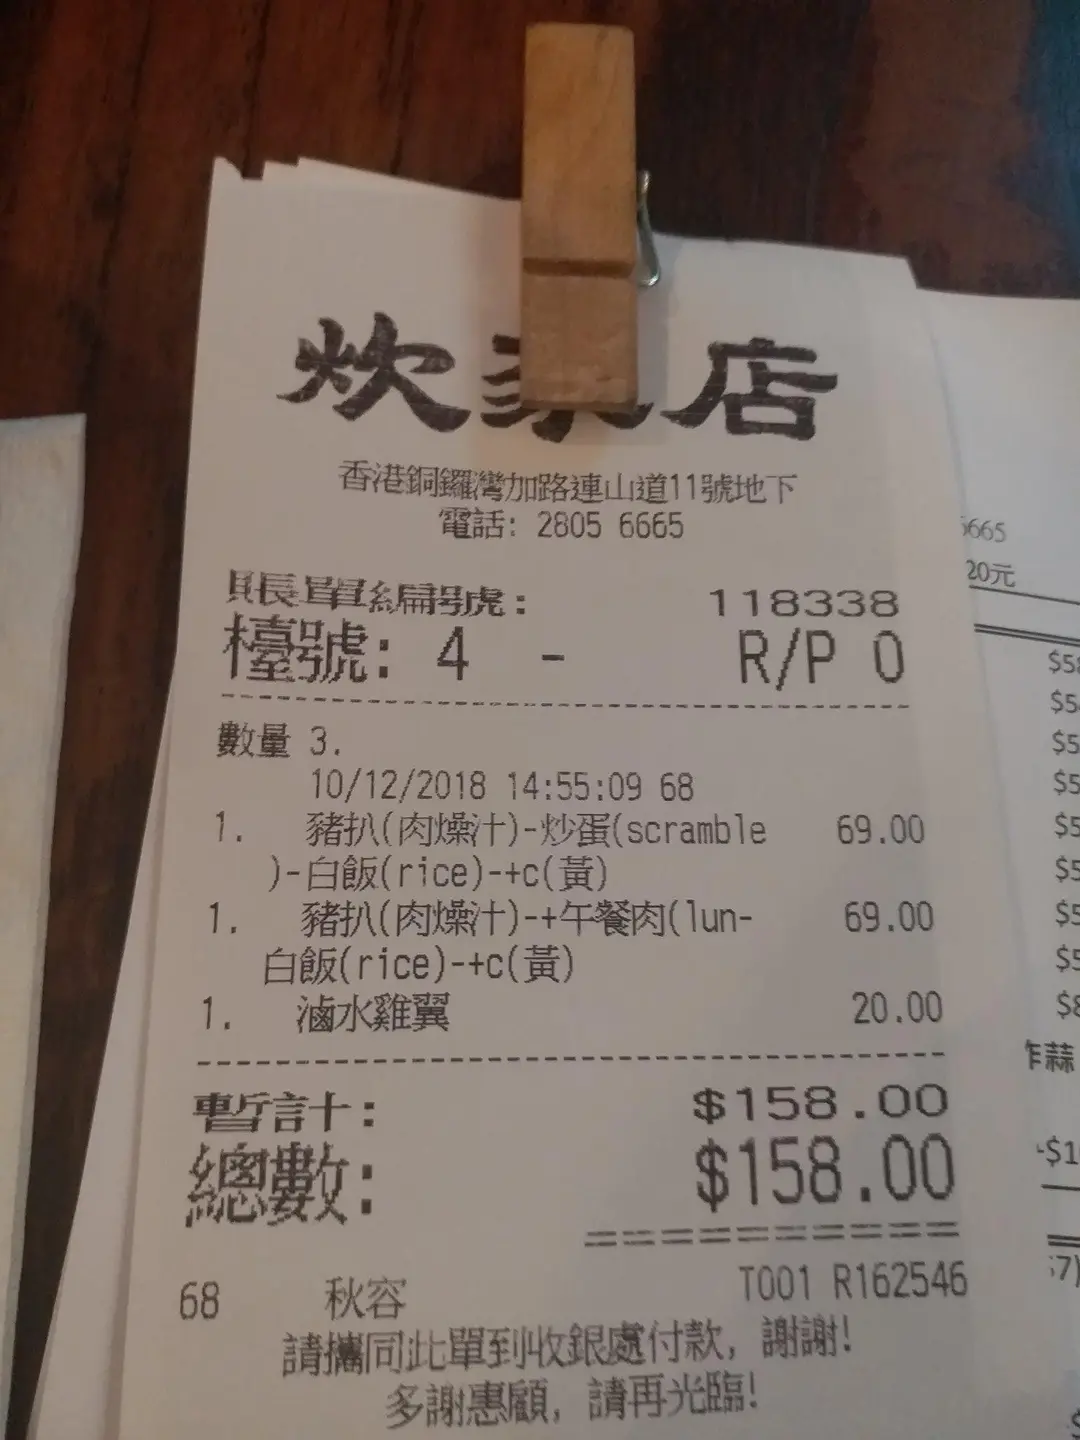 炊 店
香港銅鑼灣加路連山道11號地下
電話: 2805 6665
賬單編號: 118338
檯號: 4 - R/P 0
數量 3.
10/12/2018 14:55:09 68
1. 豬扒(肉燥汁)-炒蛋(scramble 69.00
)-白飯(rice)-+c(黃)
1. 豬扒(肉燥汁)-+午餐肉(lun- 69.00
白飯(rice)-+c(黃)
1. 滷水雞翼 20.00
暫計: $158.00
總數: $158.00
68 秋容 T001 R162546
請攜同此單到收銀處付款, 謝謝!
多謝惠顧, 請再光臨!
6665
20元